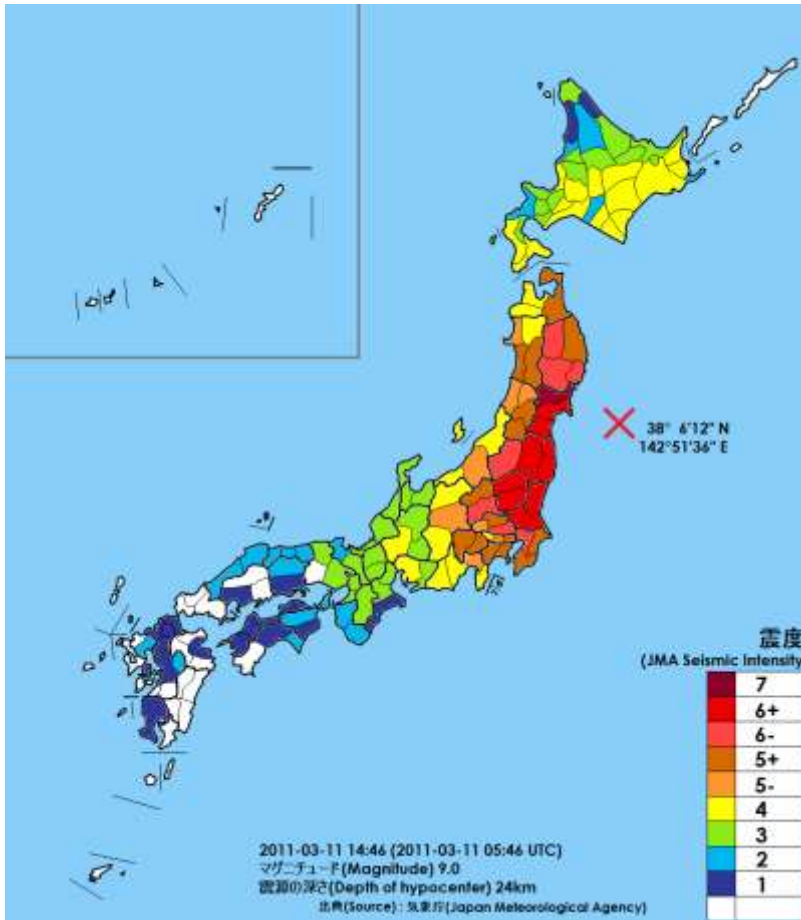 38° 6'12" N
142°51'36" E
震度
(JMA Seismic Intensity)
7
6+
6-
5+
5-
4
3
2
1
2011-03-11 14:46 (2011-03-11 05:46 UTC)
マグニチュード(Magnitude) 9.0
震源の深さ(Depth of hypocenter) 24km
出典(Source) : 気象庁(Japan Meteorological Agency)